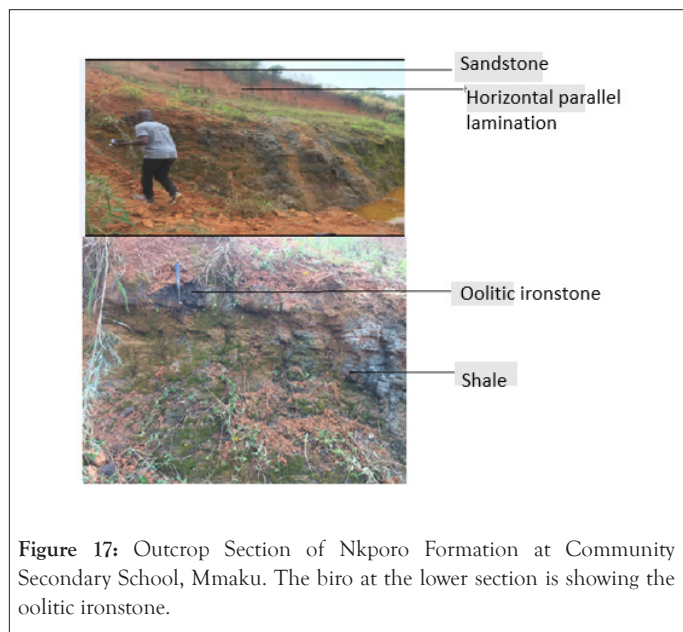 Sandstone
Horizontal parallel
lamination
Oolitic ironstone
Shale
Figure 17: Outcrop Section of Nkporo Formation at Community
Secondary School, Mmaku. The biro at the lower section is showing the
oolitic ironstone.